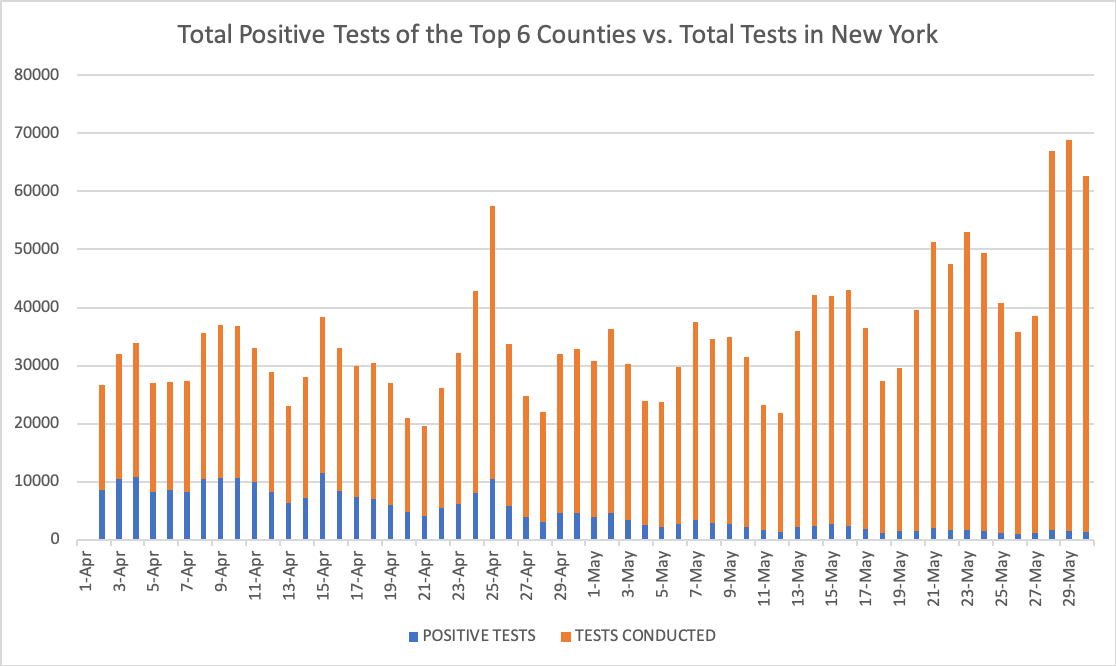 Total Positive Tests of the Top 6 Counties vs. Total Tests in New York
80000
70000
60000
50000
40000
30000
20000
10000
0
1-Apr
3-Apr
5-Apr
7-Apr
9-Apr
11-Apr
13-Apr
15-Apr
17-Apr
19-Apr
21-Apr
23-Apr
25-Apr
27-Apr
29-Apr
1-May
3-May
5-May
7-May
9-May
11-May
13-May
15-May
17-May
19-May
21-May
23-May
25-May
27-May
29-May
POSITIVE TESTS TESTS CONDUCTED